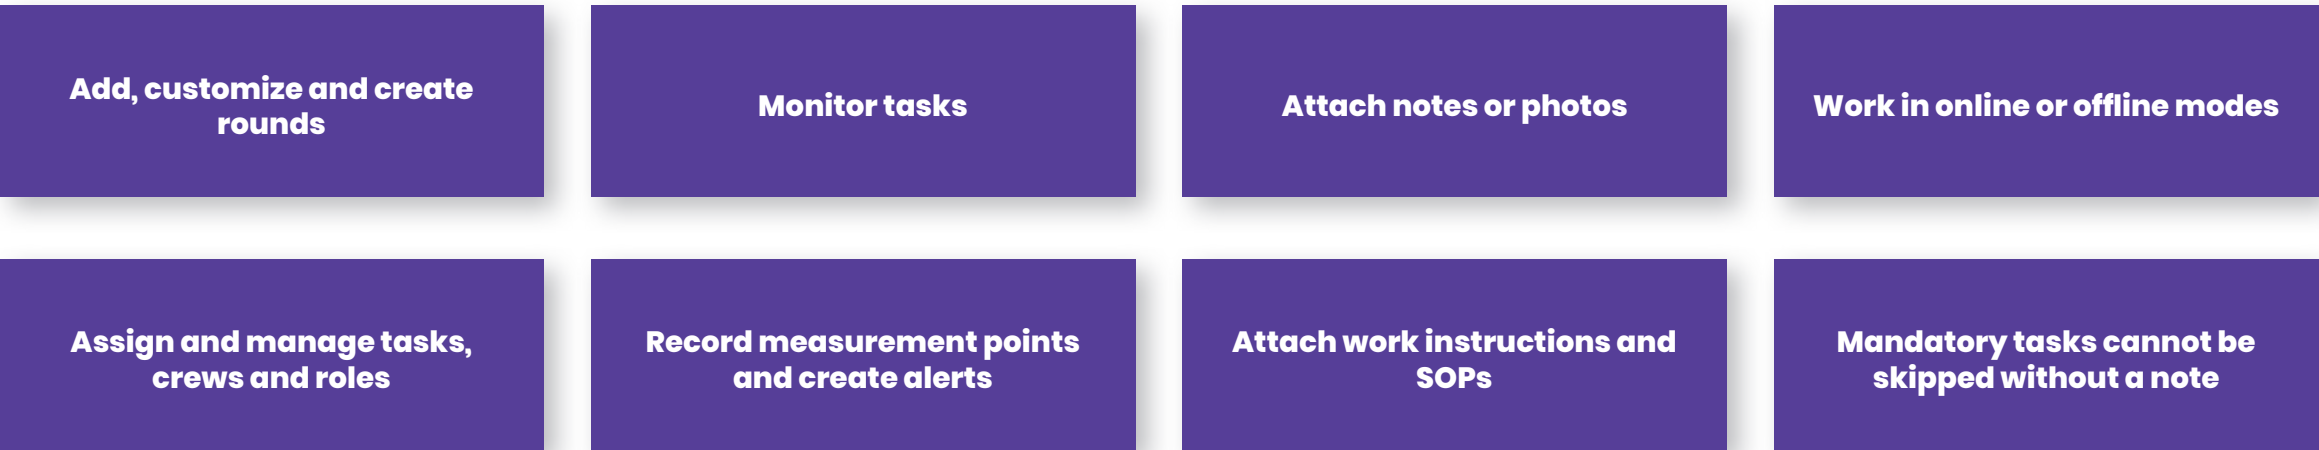 Add, customize and create
rounds
Monitor tasks
Attach notes or photos
Work in online or offline modes
Assign and manage tasks,
crews and roles
Record measurement points
and create alerts
Attach work instructions and
SOPs
Mandatory tasks cannot be
skipped without a note